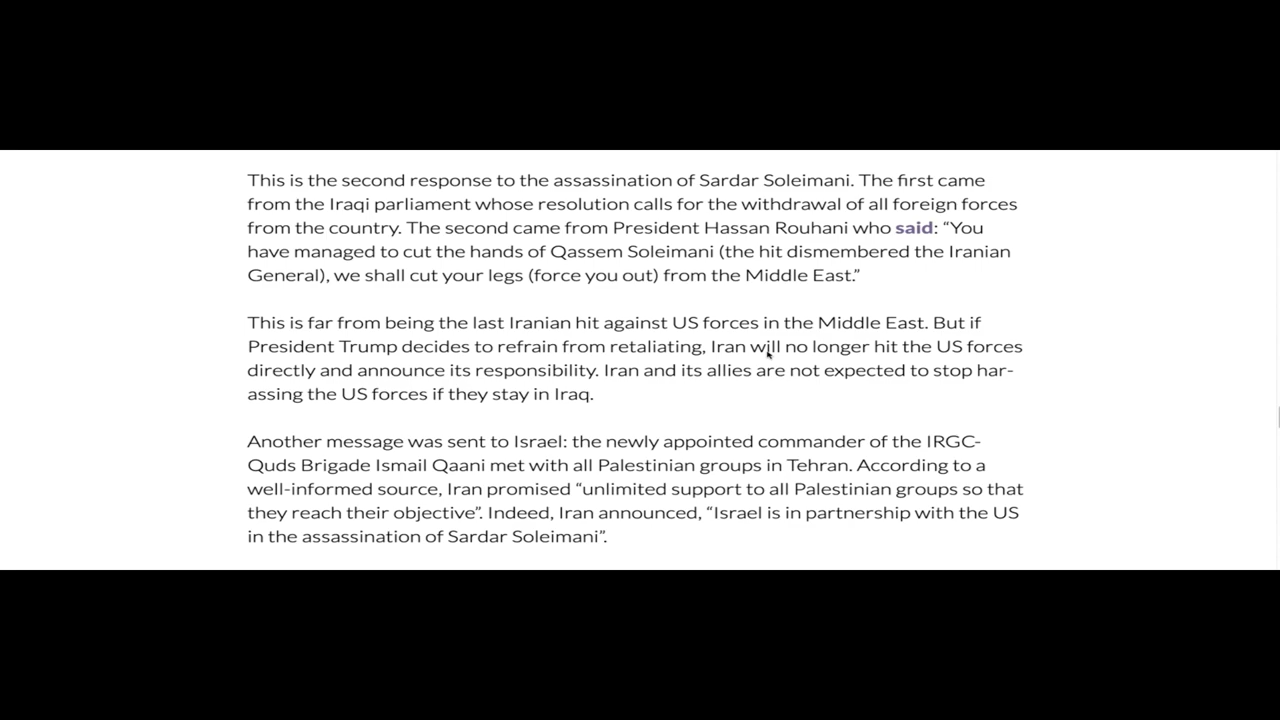 This is the second response to the assassination of Sardar Soleimani. The first came
from the Iraqi parliament whose resolution calls for the withdrawal of all foreign forces
from the country. The second came from President Hassan Rouhani who said: “You
have managed to cut the hands of Qassem Soleimani (the hit dismembered the Iranian
General), we shall cut your legs (force you out) from the Middle East.”
This is far from being the last Iranian hit against US forces in the Middle East. But if
President Trump decides to refrain from retaliating, Iran will no longer hit the US forces
directly and announce its responsibility. Iran and its allies are not expected to stop har-
assing the US forces if they stay in Iraq.
Another message was sent to Israel: the newly appointed commander of the IRGC-
Quds Brigade Ismail Qaani met with all Palestinian groups in Tehran. According to a
well-informed source, Iran promised “unlimited support to all Palestinian groups so that
they reach their objective”. Indeed, Iran announced, “Israel is in partnership with the US
in the assassination of Sardar Soleimani”.